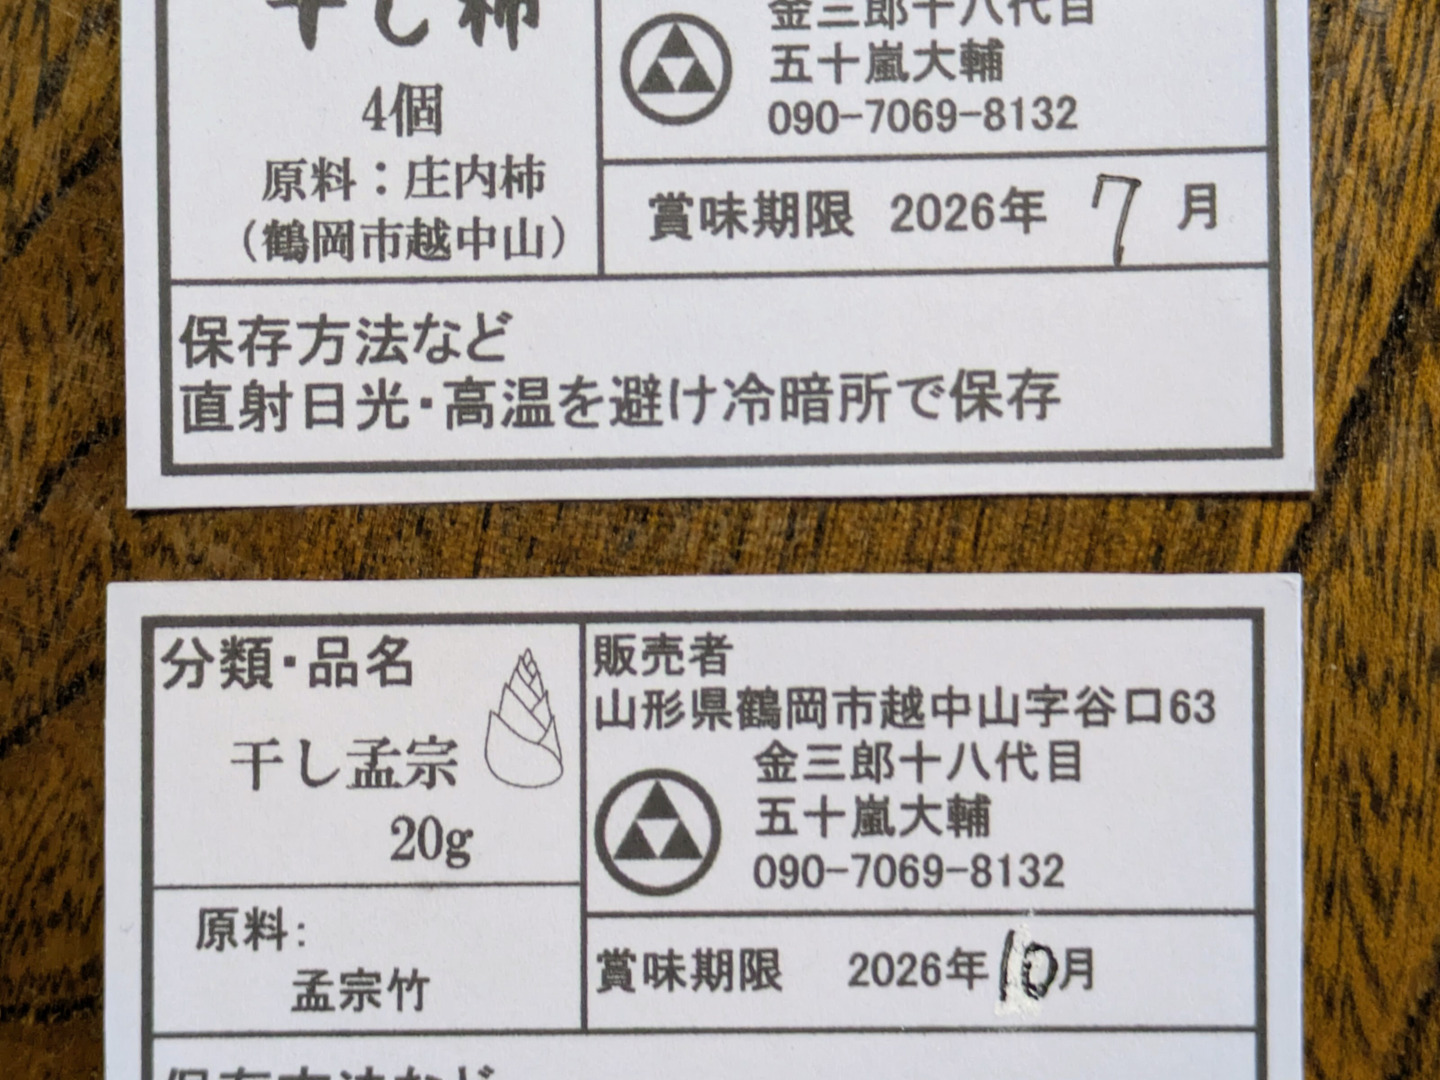 干し柿
4個
原料：庄内柿
（鶴岡市越中山）
金三郎十八代目
五十嵐大輔
090-7069-8132
賞味期限 2026年 7 月
保存方法など
直射日光・高温を避け冷暗所で保存
分類・品名
干し孟宗
20g
原料:
孟宗竹
販売者
山形県鶴岡市越中山字谷口63
金三郎十八代目
五十嵐大輔
090-7069-8132
賞味期限 2026年10月
保存方法など